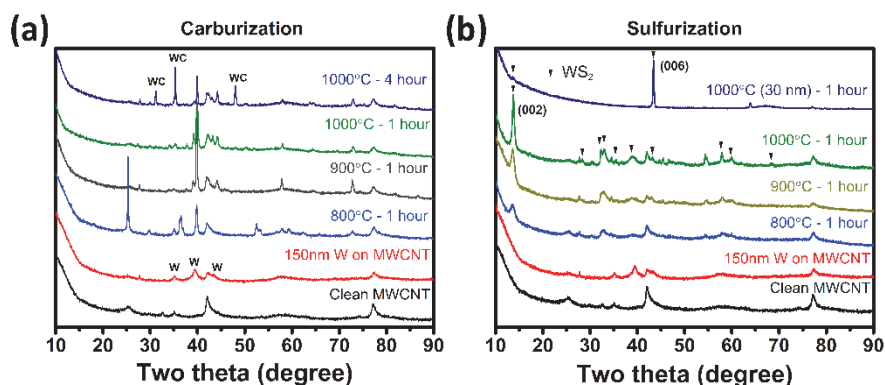 (a)
Carburization
WC
WC
WC
1000°C - 4 hour
1000°C - 1 hour
900°C - 1 hour
800°C - 1 hour
W
W
W
150nm W on MWCNT
Clean MWCNT
10 20 30 40 50 60 70 80 90
Two theta (degree)
(b)
Sulfurization
WS2
(006)
1000°C (30 nm) - 1 hour
(002)
1000°C - 1 hour
900°C - 1 hour
800°C - 1 hour
150nm W on MWCNT
Clean MWCNT
10 20 30 40 50 60 70 80 90
Two theta (degree)